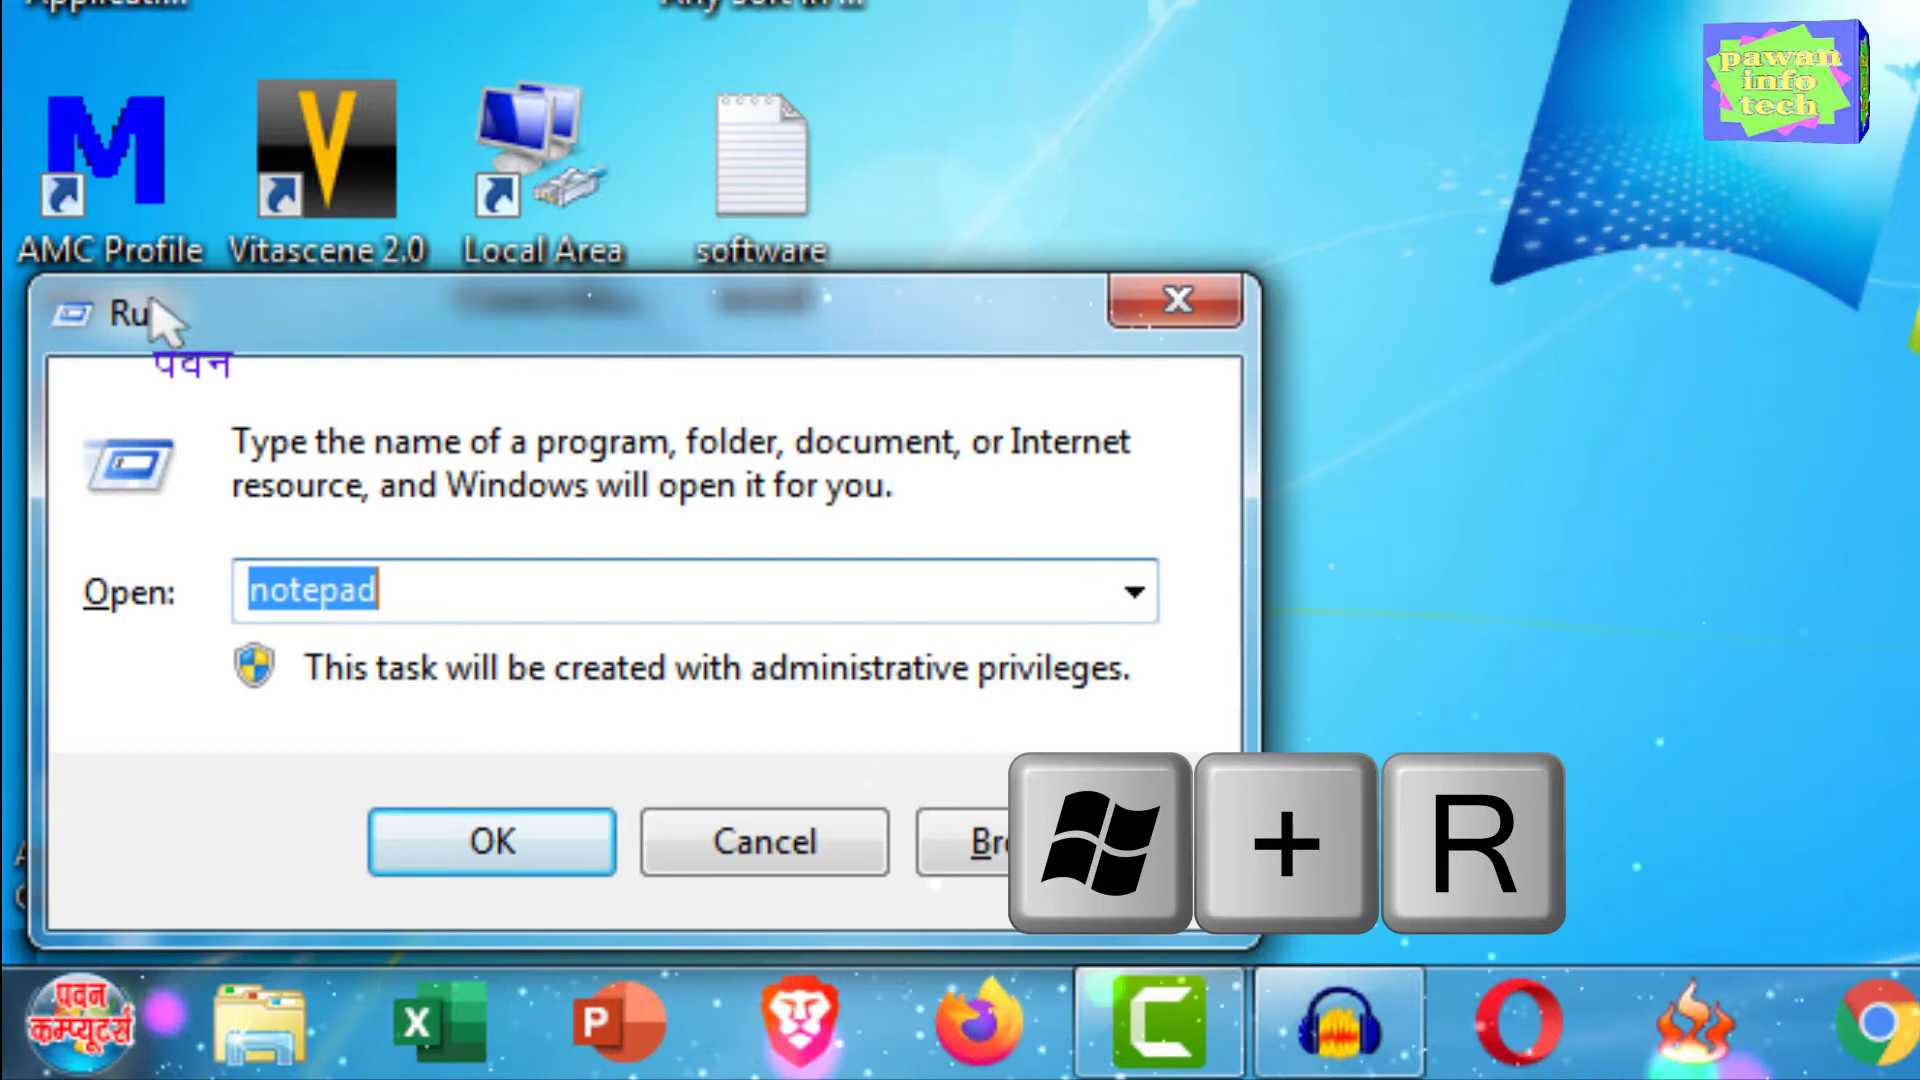 pawan
info
tech
AMC Profile
Vitascene 2.0
Local Area
software
Ru
पवन
Type the name of a program, folder, document, or Internet
resource, and Windows will open it for you.
Open:
notepad
This task will be created with administrative privileges.
OK
Cancel
+
R
पवन
कम्प्यूटर्स
X
P